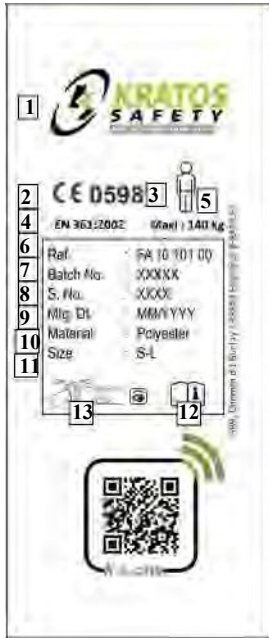 1 KRATOS
SAFETY
2 CE 0598 3 5
4 EN 361:2002 Maxi : 140 kg
6 Ref. : FA 10 101 00
7 Batch No. : XXXXX
8 S. No. : XXXX
9 Mfg. Dt. : MM/YYYY
10 Material : Polyester
11 Size : S-L
13 12